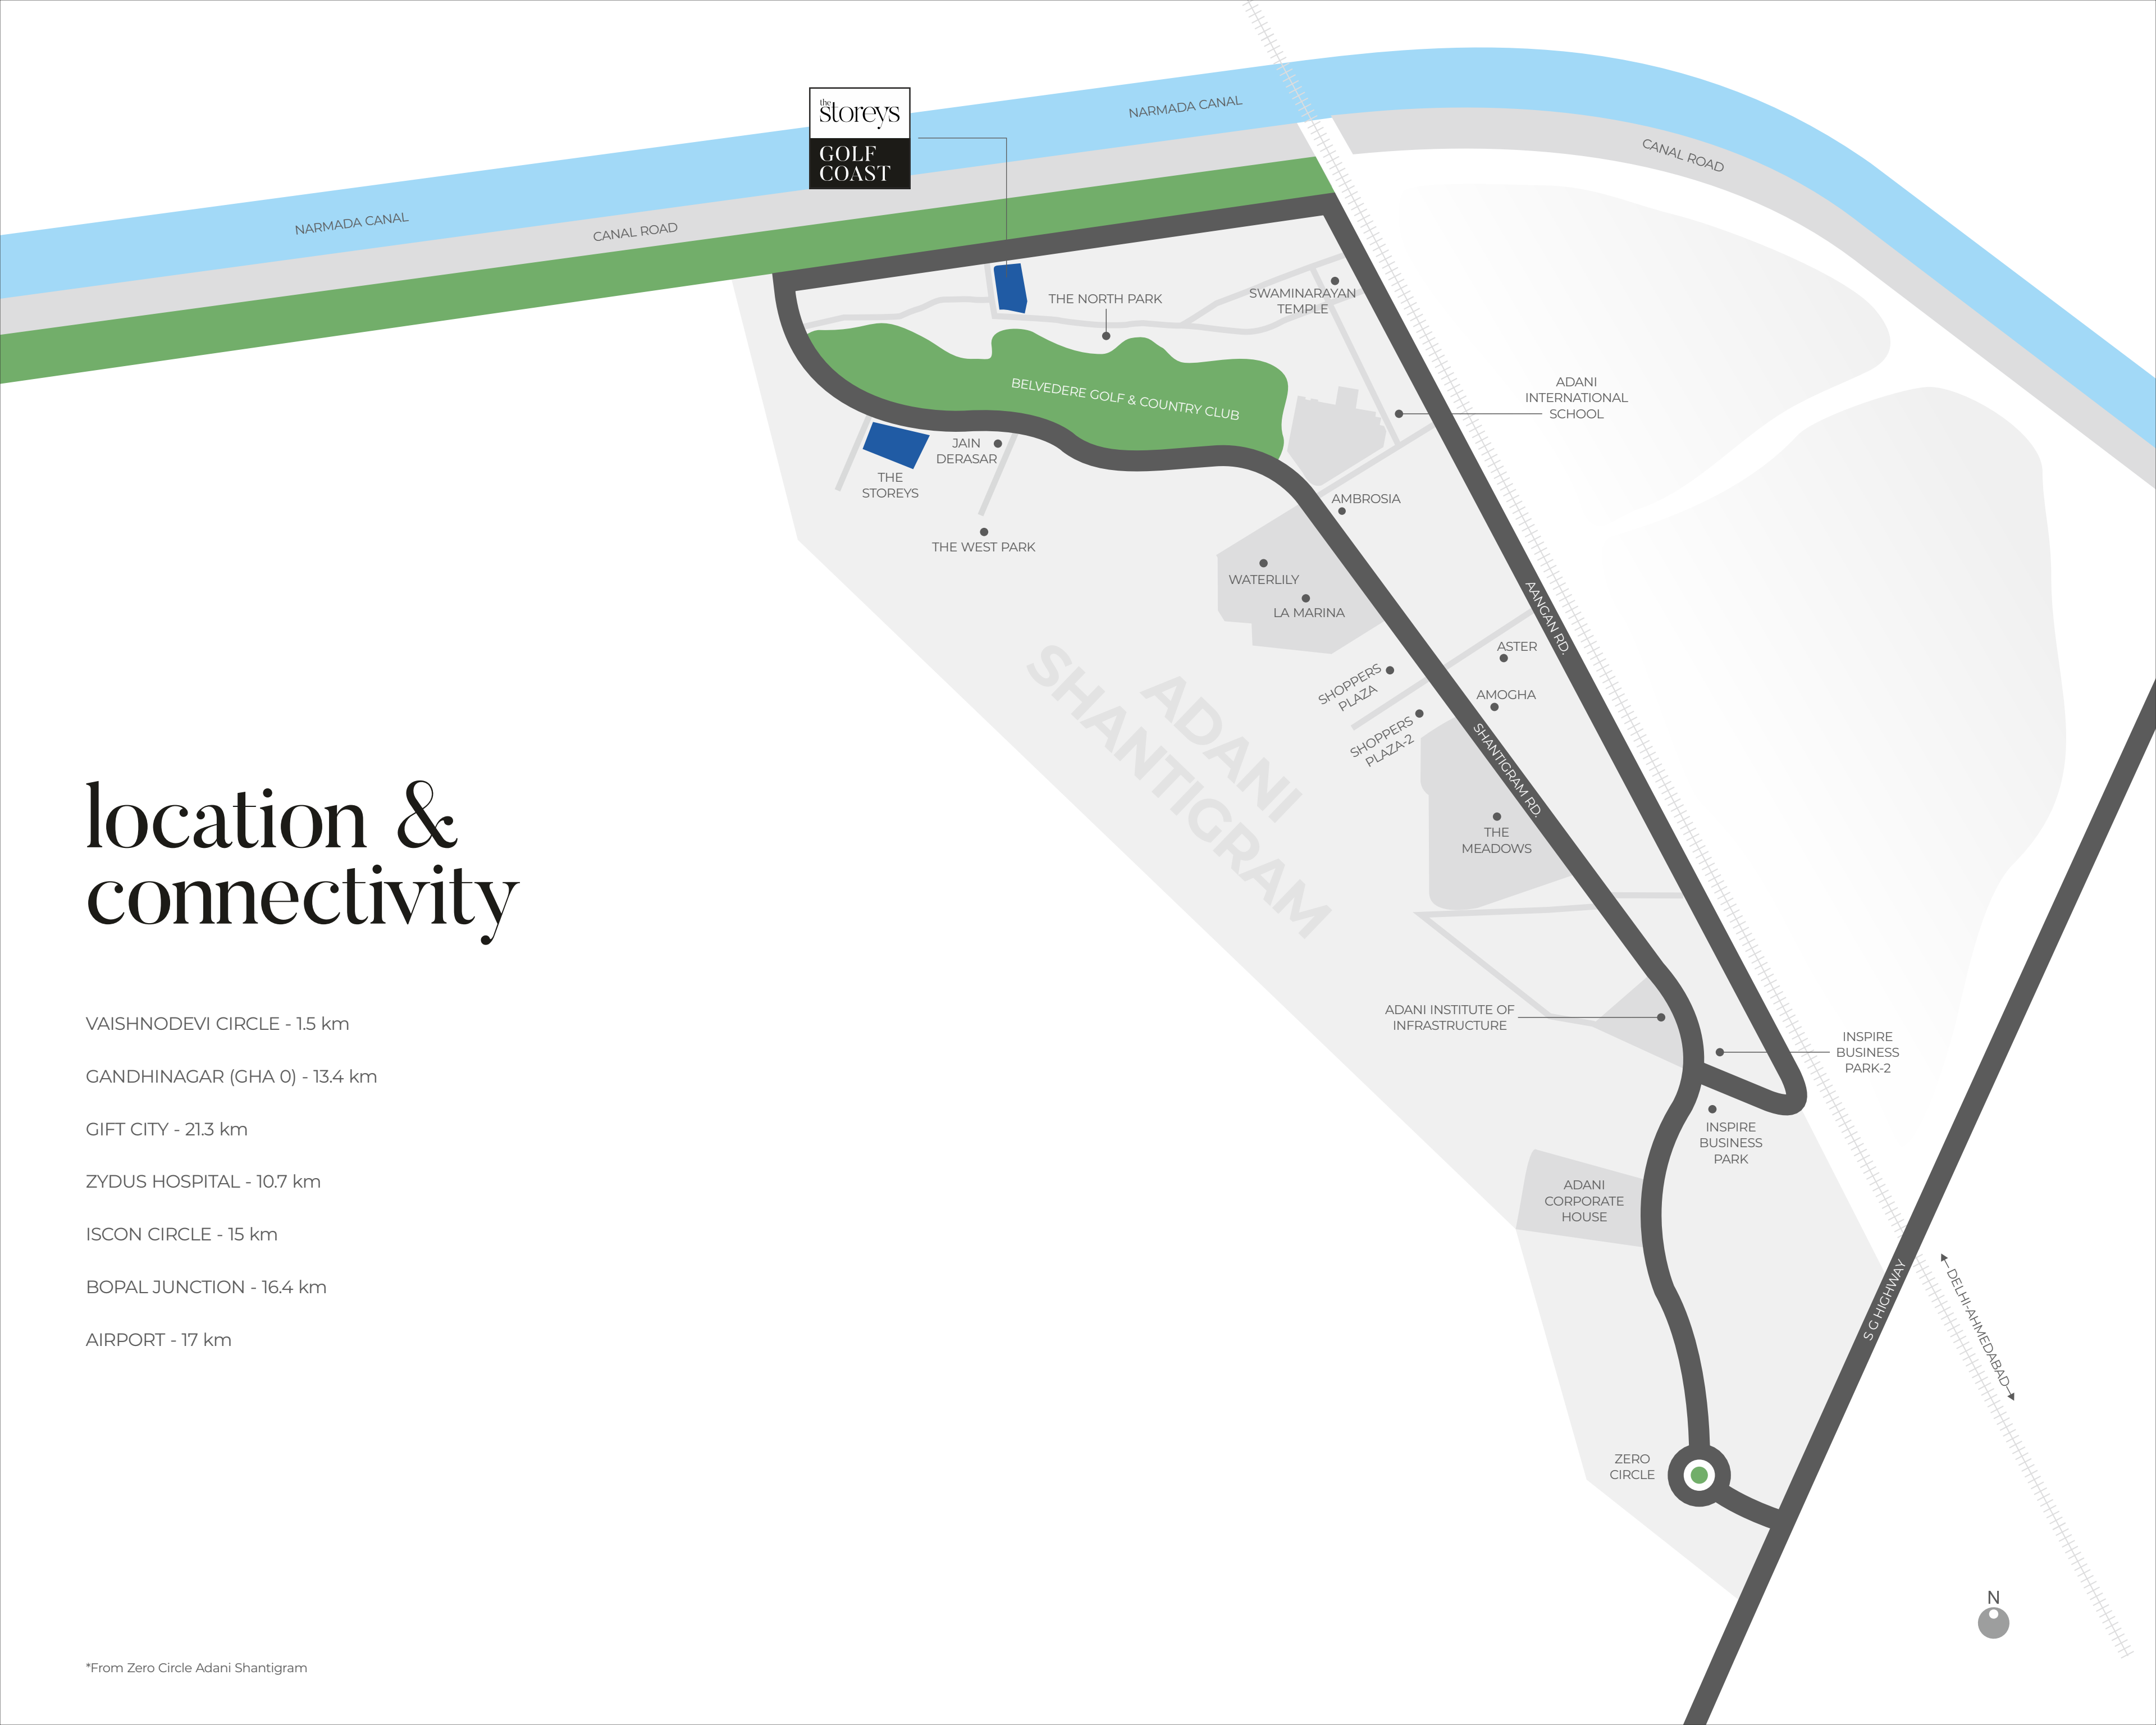 the
storeys
GOLF
COAST
NARMADA CANAL
CANAL ROAD
NARMADA CANAL
CANAL ROAD
THE NORTH PARK
SWAMINARAYAN
TEMPLE
BELVEDERE GOLF & COUNTRY CLUB
ADANI
INTERNATIONAL
SCHOOL
JAIN
DERASAR
THE
STOREYS
THE WEST PARK
AMBROSIA
WATERLILY
LA MARINA
AANGAN RD.
ASTER
AMOGHA
SHOPPERS
PLAZA
SHOPPERS
PLAZA-2
SHANTIGRAM RD.
ADANI
SHANTIGRAM
THE
MEADOWS
ADANI INSTITUTE OF
INFRASTRUCTURE
INSPIRE
BUSINESS
PARK-2
INSPIRE
BUSINESS
PARK
ADANI
CORPORATE
HOUSE
S G HIGHWAY
DELHI-AHMEDABAD
ZERO
CIRCLE
N
location &
connectivity
VAISHNODEVI CIRCLE - 1.5 km
GANDHINAGAR (GHA 0) - 13.4 km
GIFT CITY - 21.3 km
ZYDUS HOSPITAL - 10.7 km
ISCON CIRCLE - 15 km
BOPAL JUNCTION - 16.4 km
AIRPORT - 17 km
*From Zero Circle Adani Shantigram